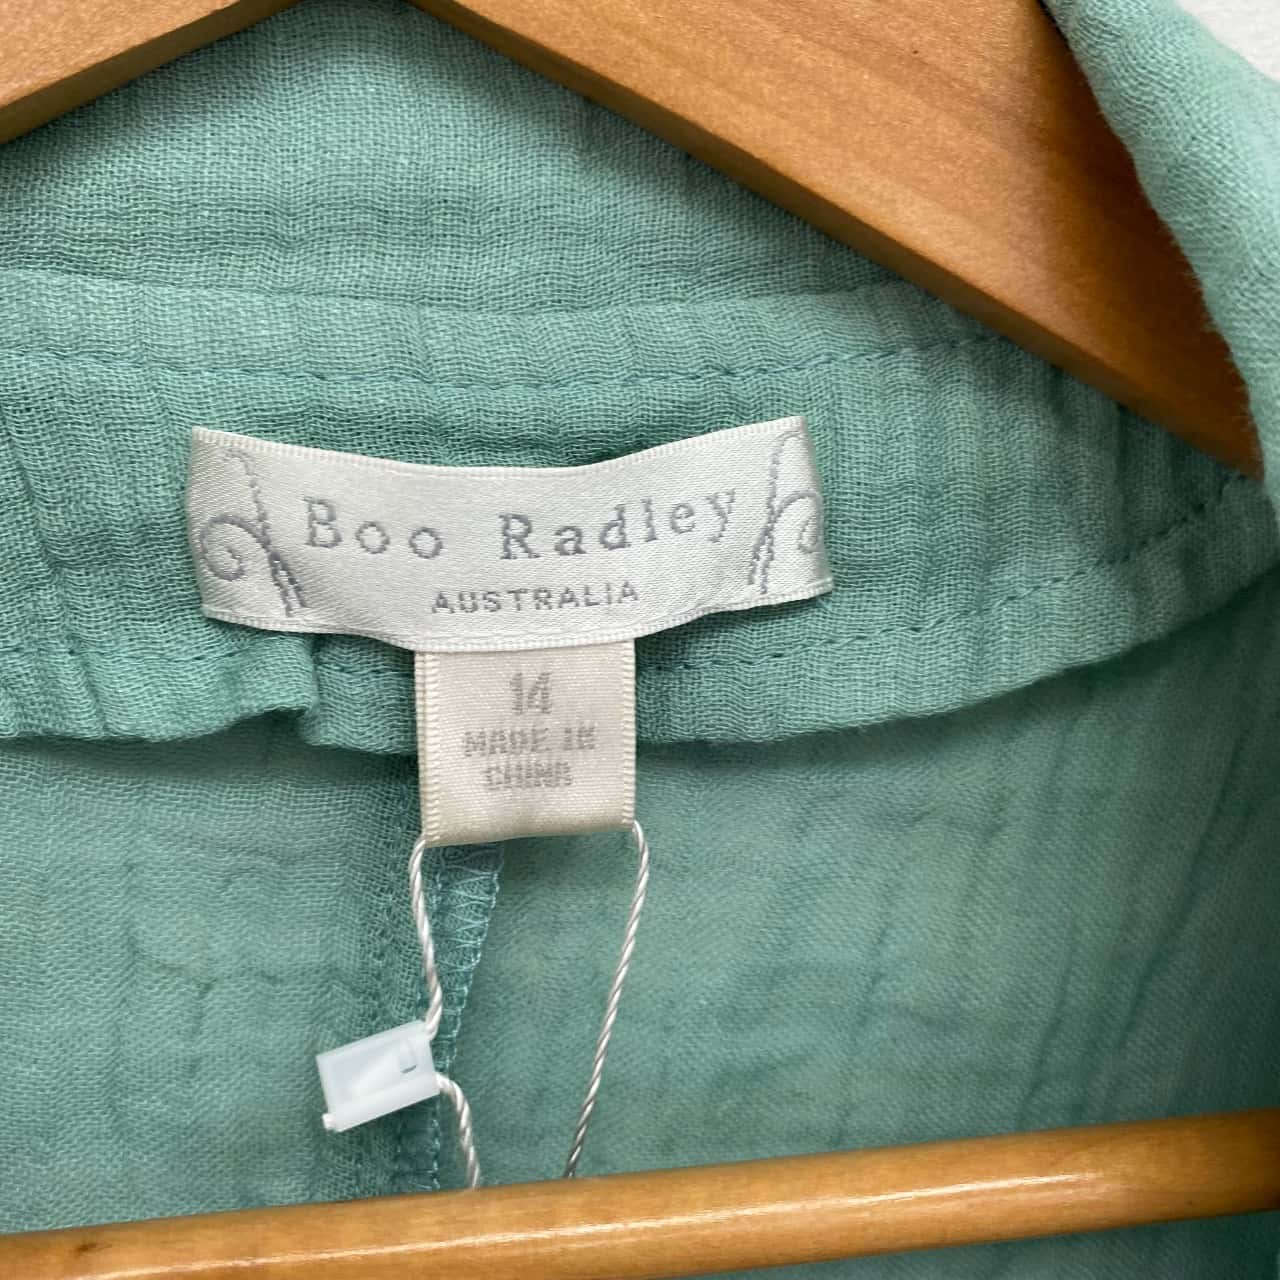 Boo Radley
AUSTRALIA
14
MADE IN
CHINA